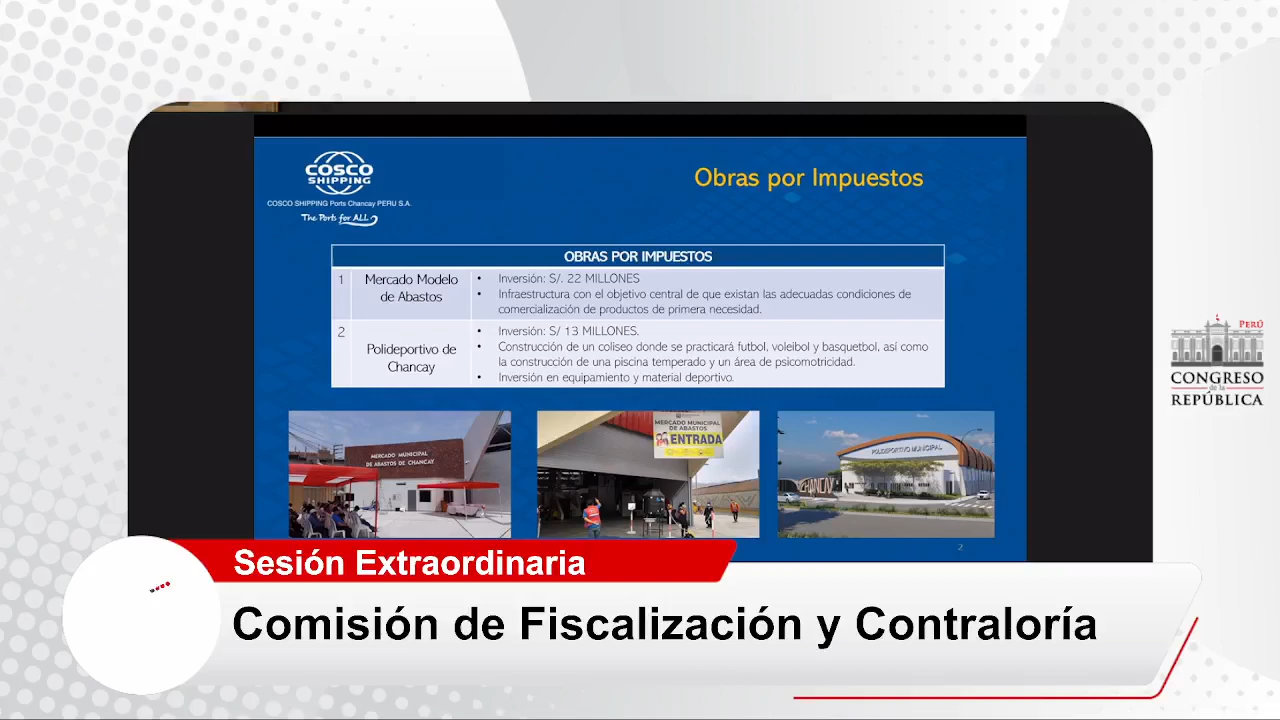 COSCO
SHIPPING
COSCO SHIPPING Ports Chancay PERU S.A.
The Ports for ALL
Obras por Impuestos
OBRAS POR IMPUESTOS
1
Mercado Modelo
de Abastos
• Inversión: S/. 22 MILLONES
• Infraestructura con el objetivo central de que existan las adecuadas condiciones de
comercialización de productos de primera necesidad.
2
Polideportivo de
Chancay
• Inversión: S/ 13 MILLONES.
• Construcción de un coliseo donde se practicará futbol, voleibol y basquetbol, así como
la construcción de una piscina temperado y un área de psicomotricidad.
• Inversión en equipamiento y material deportivo.
MERCADO MUNICIPAL
DE ABASTOS DE CHANCAY
MERCADO MUNICIPAL
DE ABASTOS
ENTRADA
POLIDEPORTIVO MUNICIPAL
CHANCAY
2
PERÚ
CONGRESO
de la
REPÚBLICA
Sesión Extraordinaria
Comisión de Fiscalización y Contraloría